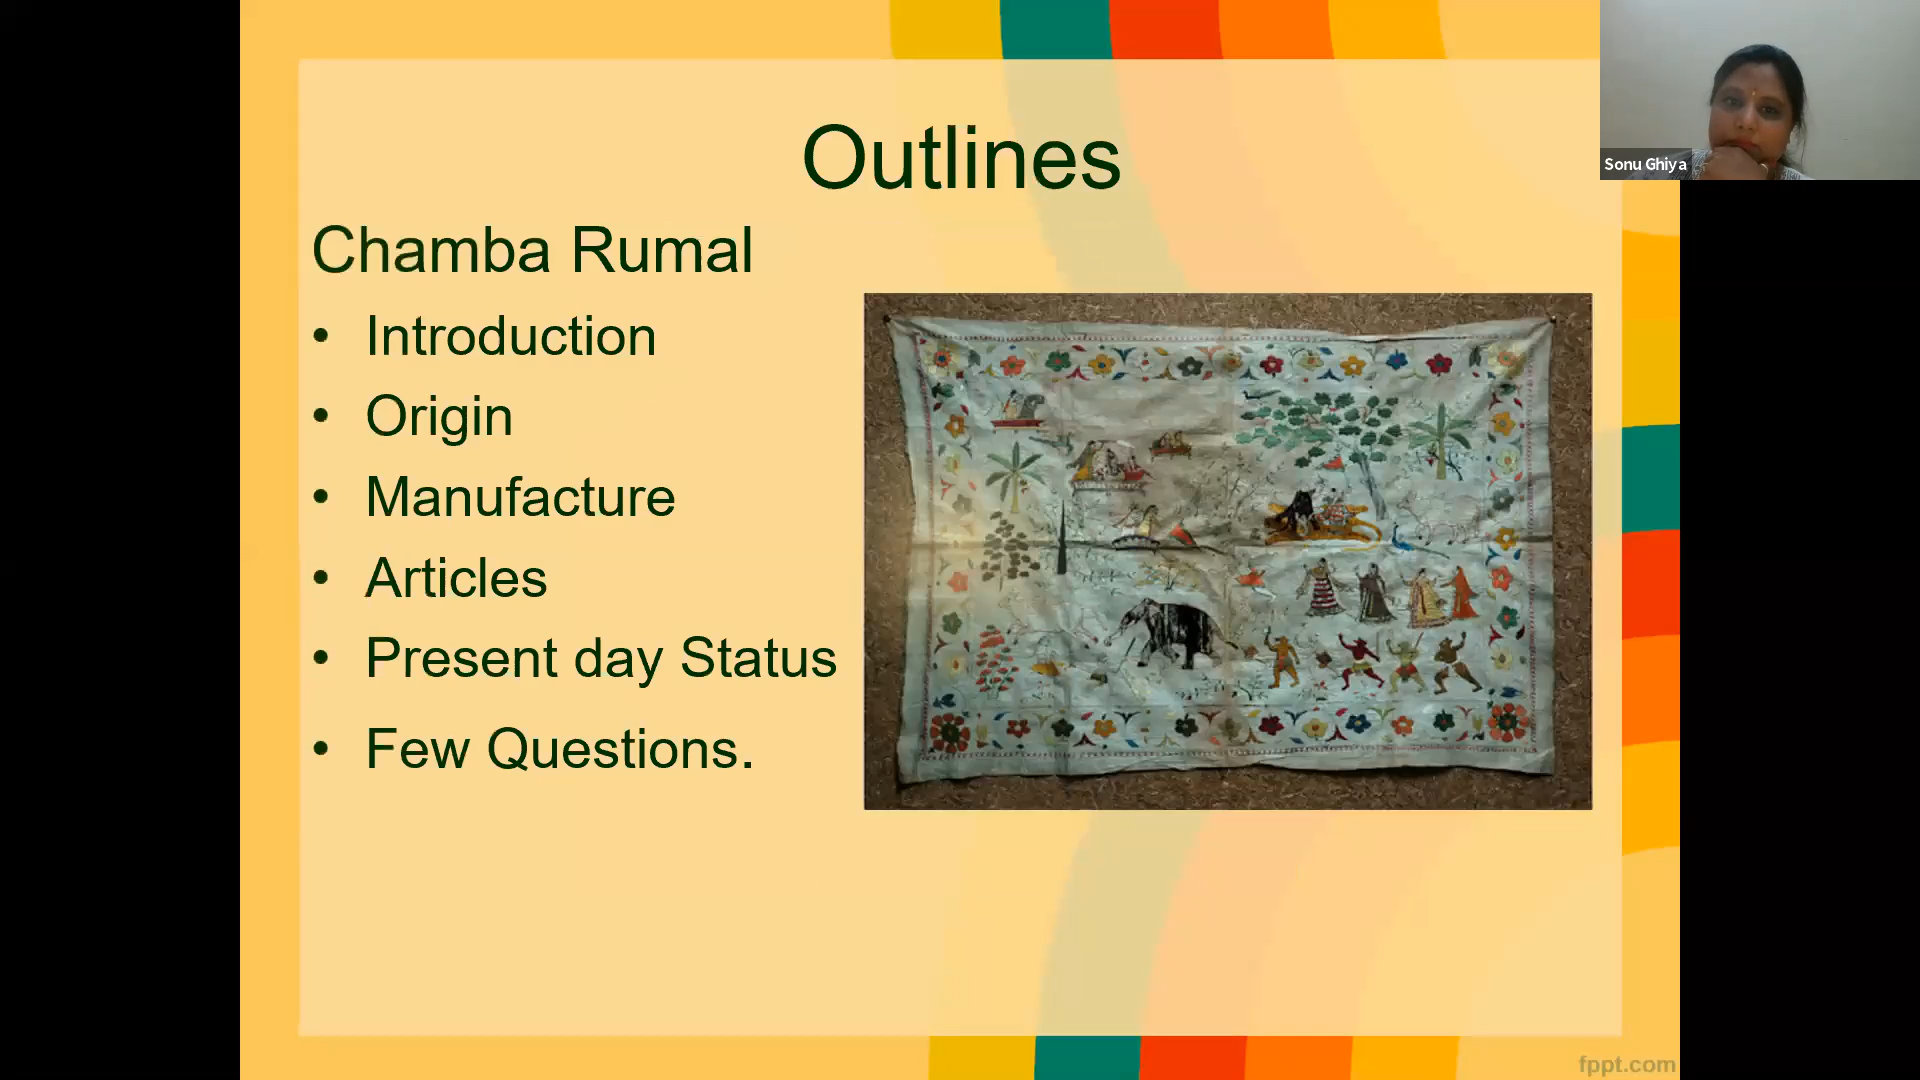 Outlines
Sonu Ghiya
Chamba Rumal
• Introduction
• Origin
• Manufacture
• Articles
• Present day Status
• Few Questions.
fppt.com